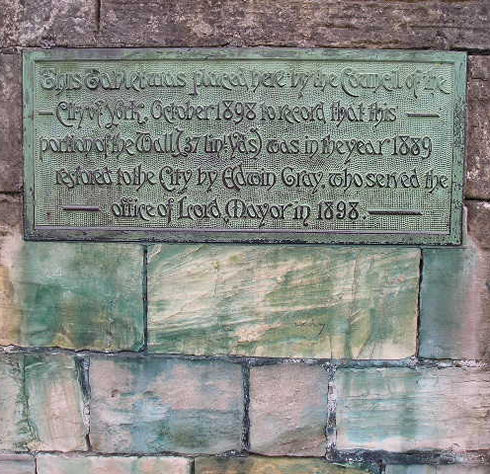 This Tablet was placed here by the Council of the
City of York, October 1898 to record that this
portion of the Wall (37 lin: Yds) was in the year 1889
restored to the City by Edwin Gray, who served the
office of Lord Mayor in 1898.